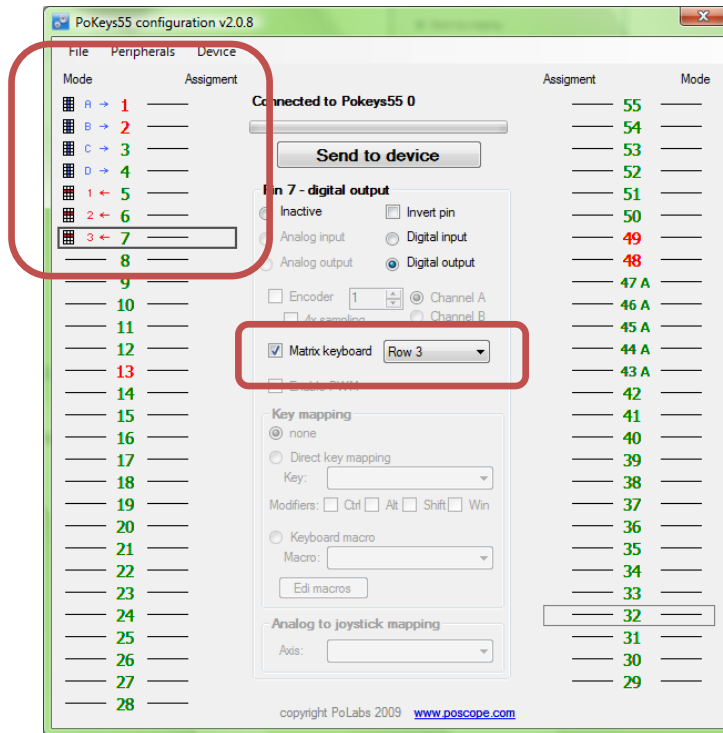 PoKeys55 configuration v2.0.8
File Peripherals Device
Mode Assigment
A → 1
B → 2
C → 3
D → 4
1 ← 5
2 ← 6
3 ← 7
8
9
10
11
12
13
14
15
16
17
18
19
20
21
22
23
24
25
26
27
28
Connected to Pokeys55 0
Send to device
Pin 7 - digital output
Inactive Invert pin
Analog input Digital input
Analog output Digital output
Encoder 1 Channel A
4x sampling Channel B
Matrix keyboard Row 3
Enable PWM
Key mapping
none
Direct key mapping
Key:
Modifiers: Ctrl Alt Shift Win
Keyboard macro
Macro:
Edi macros
Analog to joystick mapping
Axis:
copyright PoLabs 2009 www.poscope.com
Assigment Mode
55
54
53
52
51
50
49
48
47 A
46 A
45 A
44 A
43 A
42
41
40
39
38
37
36
35
34
33
32
31
30
29